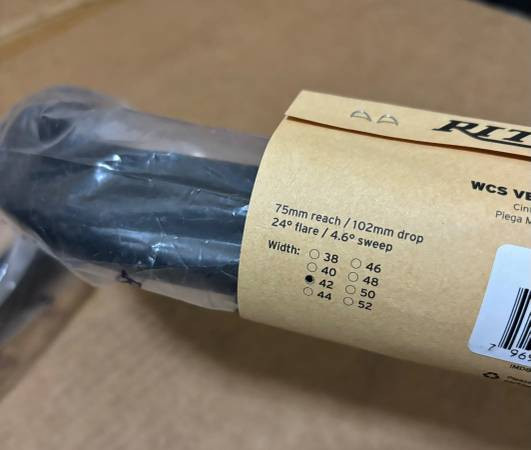 RIT
WCS VE
Cin
Piega M
75mm reach / 102mm drop
24° flare / 4.6° sweep
Width:
38
46
40
48
42
50
44
52